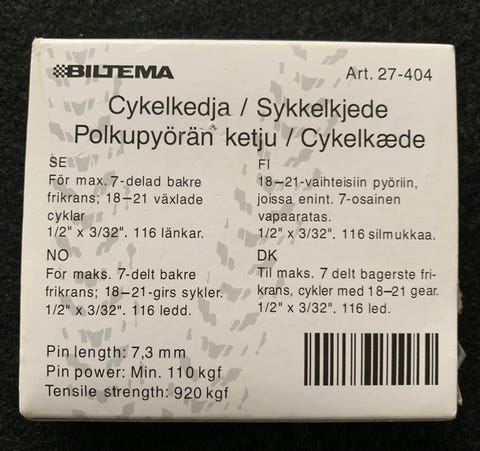 BILTEMA
Art. 27-404
Cykelkedja / Sykkelkjede
Polkupyörän ketju / Cykelkæde
SE
För max. 7-delad bakre
frikrans; 18–21 växlade
cyklar
1/2" x 3/32". 116 länkar.
FI
18–21-vaihteisiin pyöriin,
joissa enint. 7-osainen
vapaaratas.
1/2" x 3/32". 116 silmukkaa.
NO
For maks. 7-delt bakre
frikrans; 18–21-girs sykler.
1/2" x 3/32". 116 ledd.
DK
Til maks. 7 delt bagerste fri-
krans, cykler med 18–21 gear.
1/2" x 3/32". 116 led.
Pin length: 7,3 mm
Pin power: Min. 110 kgf
Tensile strength: 920 kgf